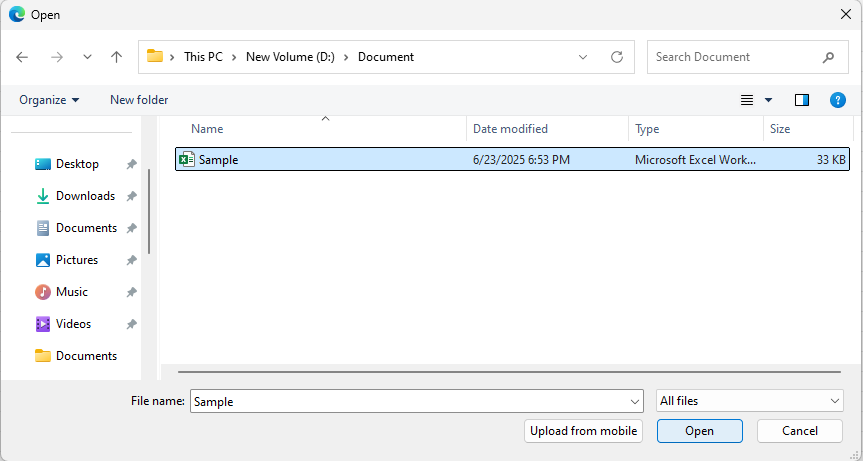 Open
This PC > New Volume (D:) > Document
Search Document
Organize
New folder
?
Name Date modified Type Size
Desktop
Downloads
Documents
Pictures
Music
Videos
Documents
Sample 6/23/2025 6:53 PM Microsoft Excel Work... 33 KB
File name: Sample All files
Upload from mobile Open Cancel